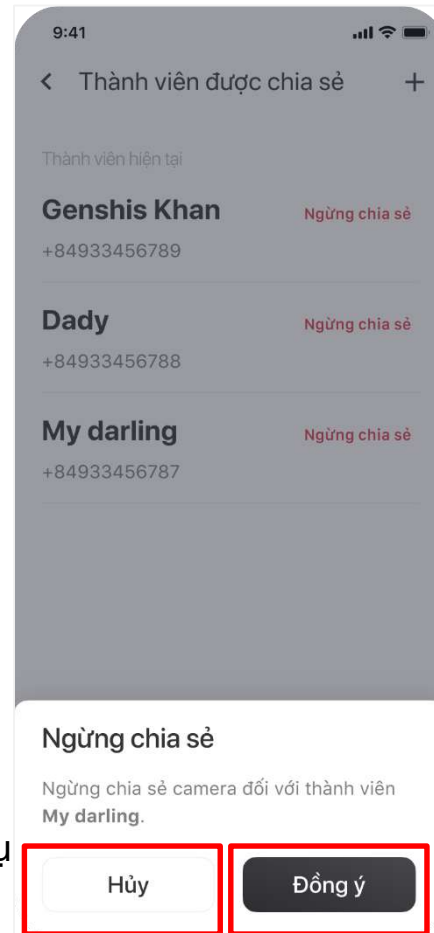 9:41
Thành viên được chia sẻ
Thành viên hiện tại
Genshis Khan Ngừng chia sẻ
+84933456789
Dady Ngừng chia sẻ
+84933456788
My darling Ngừng chia sẻ
+84933456787
Ngừng chia sẻ
Ngừng chia sẻ camera đối với thành viên
My darling.
Hủy Đồng ý